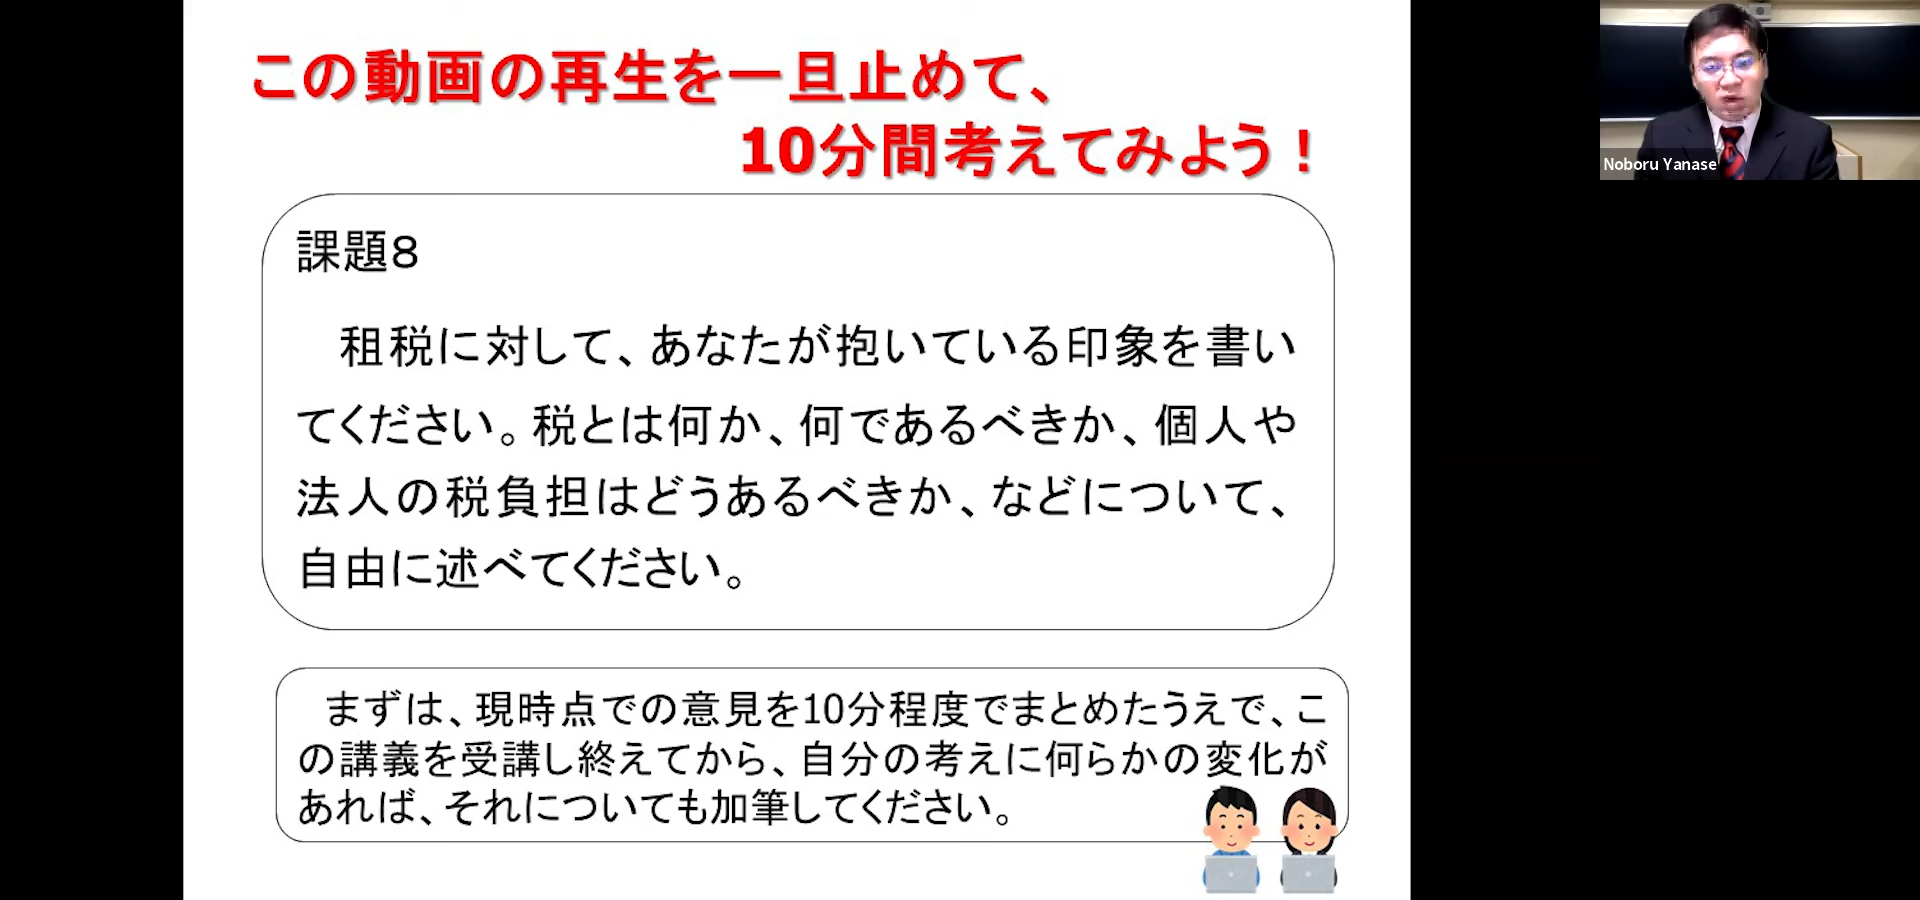 この動画の再生を一旦止めて、
10分間考えてみよう！
課題８
租税に対して、あなたが抱いている印象を書い
てください。税とは何か、何であるべきか、個人や
法人の税負担はどうあるべきか、などについて、
自由に述べてください。
まずは、現時点での意見を10分程度でまとめたうえで、こ
の講義を受講し終えてから、自分の考えに何らかの変化が
あれば、それについても加筆してください。
Noboru Yanase